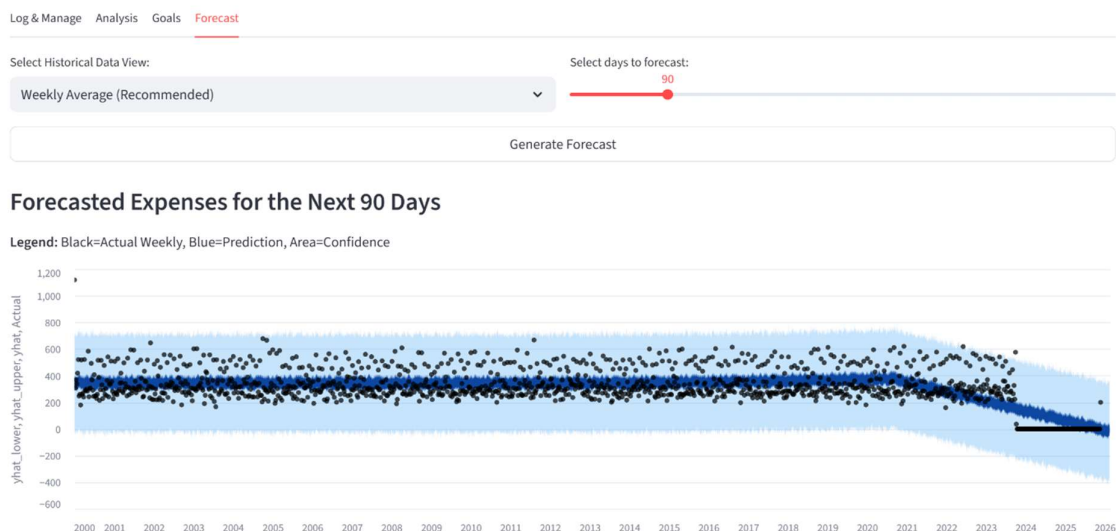 Log & Manage Analysis Goals Forecast
Select Historical Data View:
Weekly Average (Recommended)
Select days to forecast:
90
Generate Forecast
Forecasted Expenses for the Next 90 Days
Legend: Black=Actual Weekly, Blue=Prediction, Area=Confidence
yhat_lower, yhat_upper, yhat, Actual
1,200
1,000
800
600
400
200
0
−200
−400
−600
2000 2001 2002 2003 2004 2005 2006 2007 2008 2009 2010 2011 2012 2013 2014 2015 2016 2017 2018 2019 2020 2021 2022 2023 2024 2025 2026